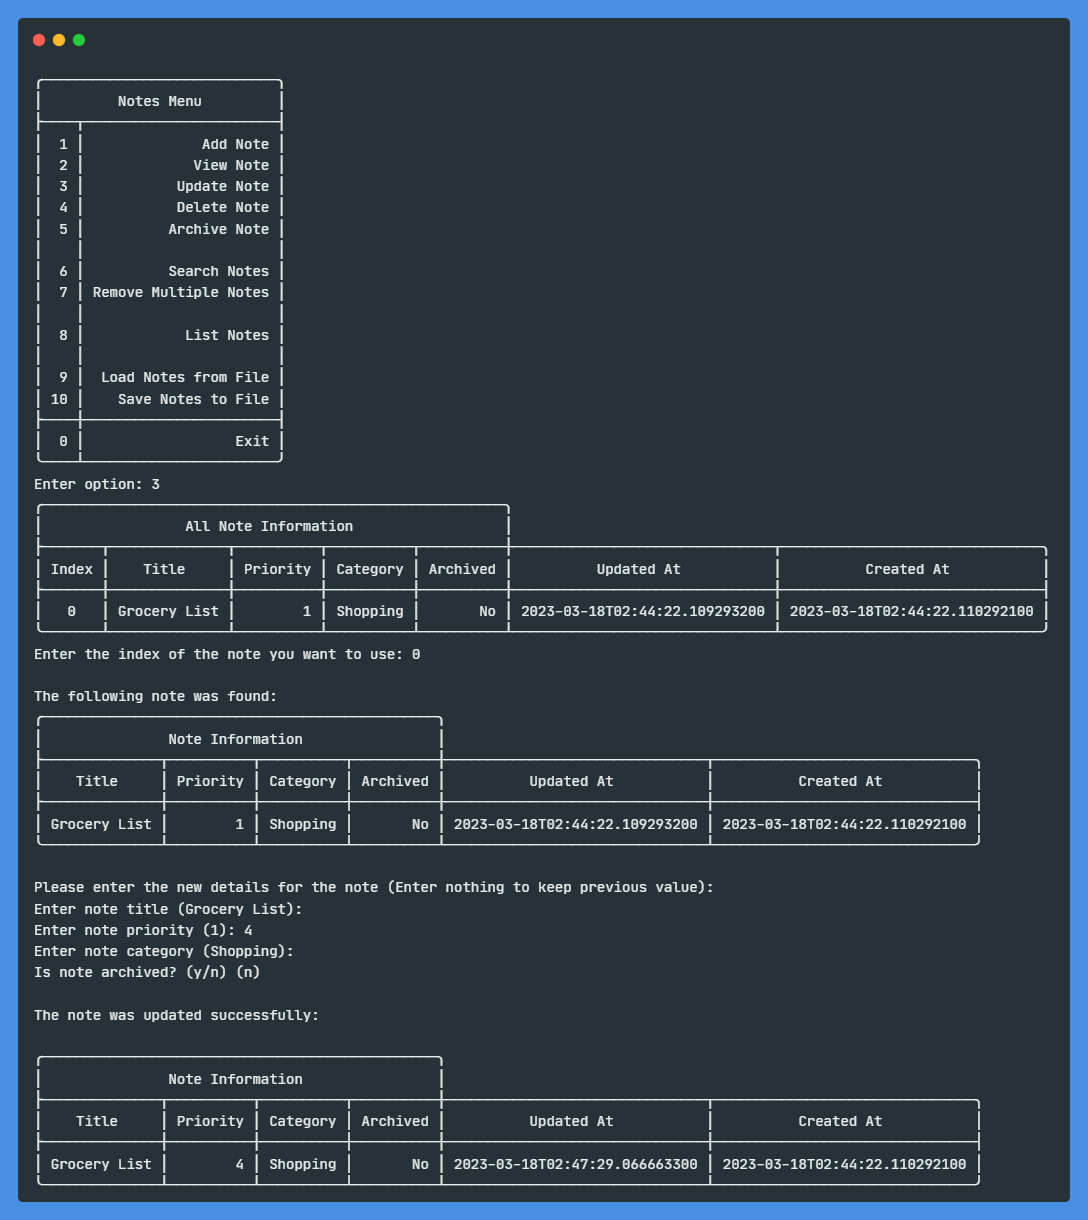 Notes Menu
1 Add Note
2 View Note
3 Update Note
4 Delete Note
5 Archive Note
6 Search Notes
7 Remove Multiple Notes
8 List Notes
9 Load Notes from File
10 Save Notes to File
0 Exit
Enter option: 3
All Note Information
Index Title Priority Category Archived Updated At Created At
0 Grocery List 1 Shopping No 2023-03-18T02:44:22.109293200 2023-03-18T02:44:22.110292100
Enter the index of the note you want to use: 0
The following note was found:
Note Information
Title Priority Category Archived Updated At Created At
Grocery List 1 Shopping No 2023-03-18T02:44:22.109293200 2023-03-18T02:44:22.110292100
Please enter the new details for the note (Enter nothing to keep previous value):
Enter note title (Grocery List):
Enter note priority (1): 4
Enter note category (Shopping):
Is note archived? (y/n) (n)
The note was updated successfully:
Note Information
Title Priority Category Archived Updated At Created At
Grocery List 4 Shopping No 2023-03-18T02:47:29.066663300 2023-03-18T02:44:22.110292100